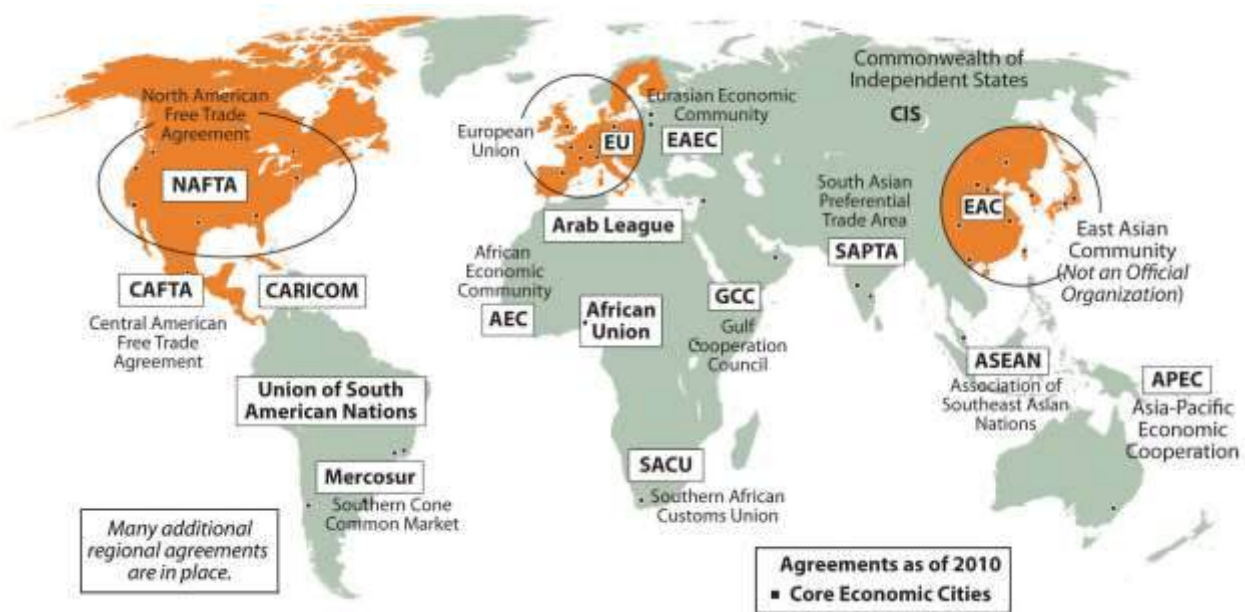 North American
Free Trade
Agreement
NAFTA
CAFTA
Central American
Free Trade
Agreement
CARICOM
Union of South
American Nations
Mercosur
Southern Cone
Common Market
Many additional
regional agreements
are in place.
European
Union
EU
Eurasian Economic
Community
EAEC
Arab League
African
Economic
Community
AEC
African
Union
GCC
Gulf
Cooperation
Council
SACU
Southern African
Customs Union
Commonwealth of
Independent States
CIS
South Asian
Preferential
Trade Area
SAPTA
EAC
East Asian
Community
(Not an Official
Organization)
ASEAN
Association of
Southeast Asian
Nations
APEC
Asia-Pacific
Economic
Cooperation
Agreements as of 2010
Core Economic Cities